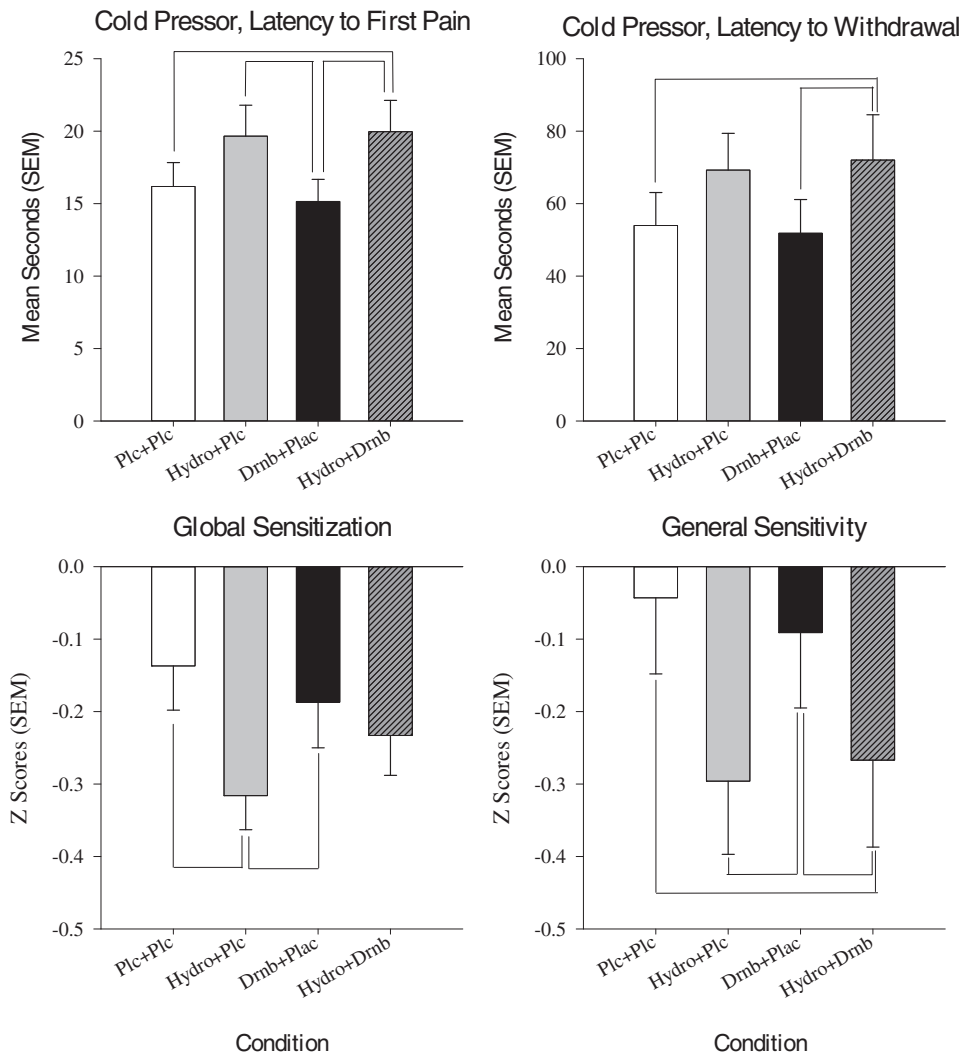 Cold Pressor, Latency to First Pain
Mean Seconds (SEM)
25
20
15
10
5
0
Plc+Plc
Hydro+Plc
Drnb+Plac
Hydro+Drnb
Cold Pressor, Latency to Withdrawal
Mean Seconds (SEM)
100
80
60
40
20
0
Plc+Plc
Hydro+Plc
Drnb+Plac
Hydro+Drnb
Global Sensitization
Z Scores (SEM)
0.0
-0.1
-0.2
-0.3
-0.4
-0.5
Plc+Plc
Hydro+Plc
Drnb+Plac
Hydro+Drnb
Condition
General Sensitivity
Z Scores (SEM)
0.0
-0.1
-0.2
-0.3
-0.4
-0.5
Plc+Plc
Hydro+Plc
Drnb+Plac
Hydro+Drnb
Condition